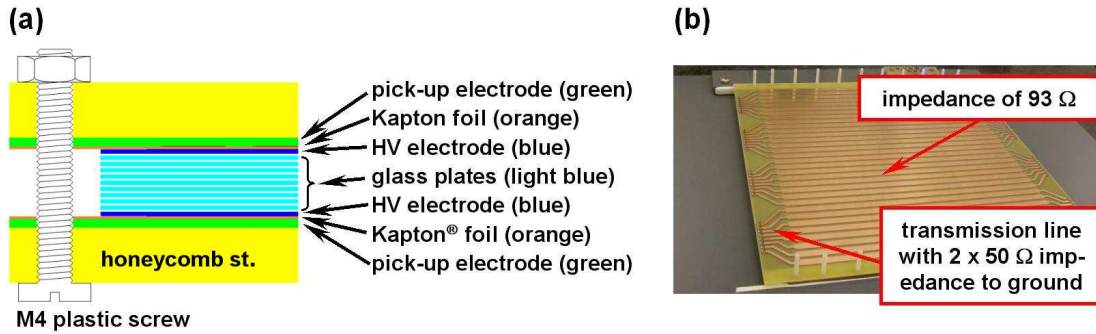 (a)
pick-up electrode (green)
Kapton foil (orange)
HV electrode (blue)
glass plates (light blue)
HV electrode (blue)
Kapton® foil (orange)
pick-up electrode (green)
honeycomb st.
M4 plastic screw
(b)
impedance of 93 Ω
transmission line
with 2 x 50 Ω imp-
edance to ground